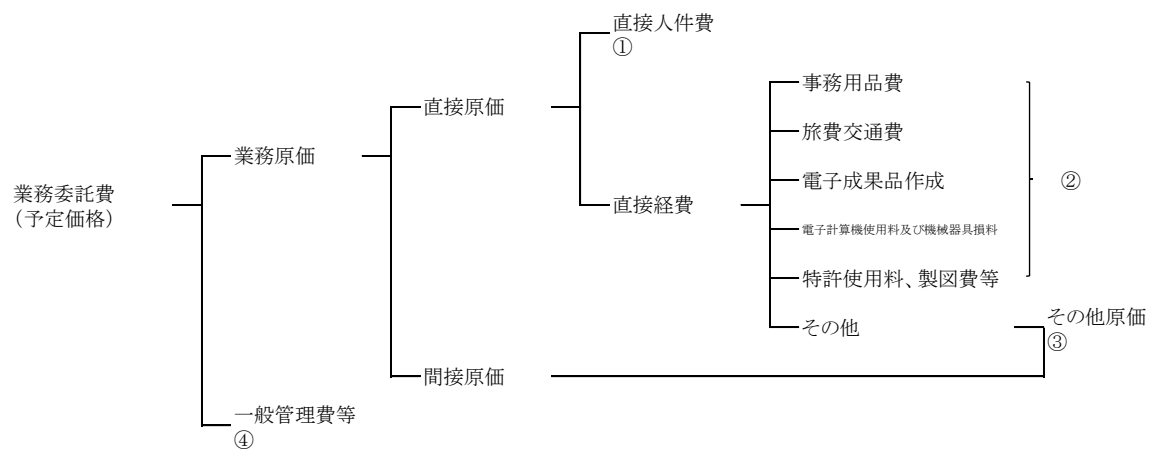 直接人件費
①
事務用品費
直接原価
旅費交通費
業務原価
電子成果品作成
②
業務委託費
（予定価格）
直接経費
電子計算機使用料及び機械器具損料
特許使用料、製図費等
その他
その他原価
③
間接原価
一般管理費等
④